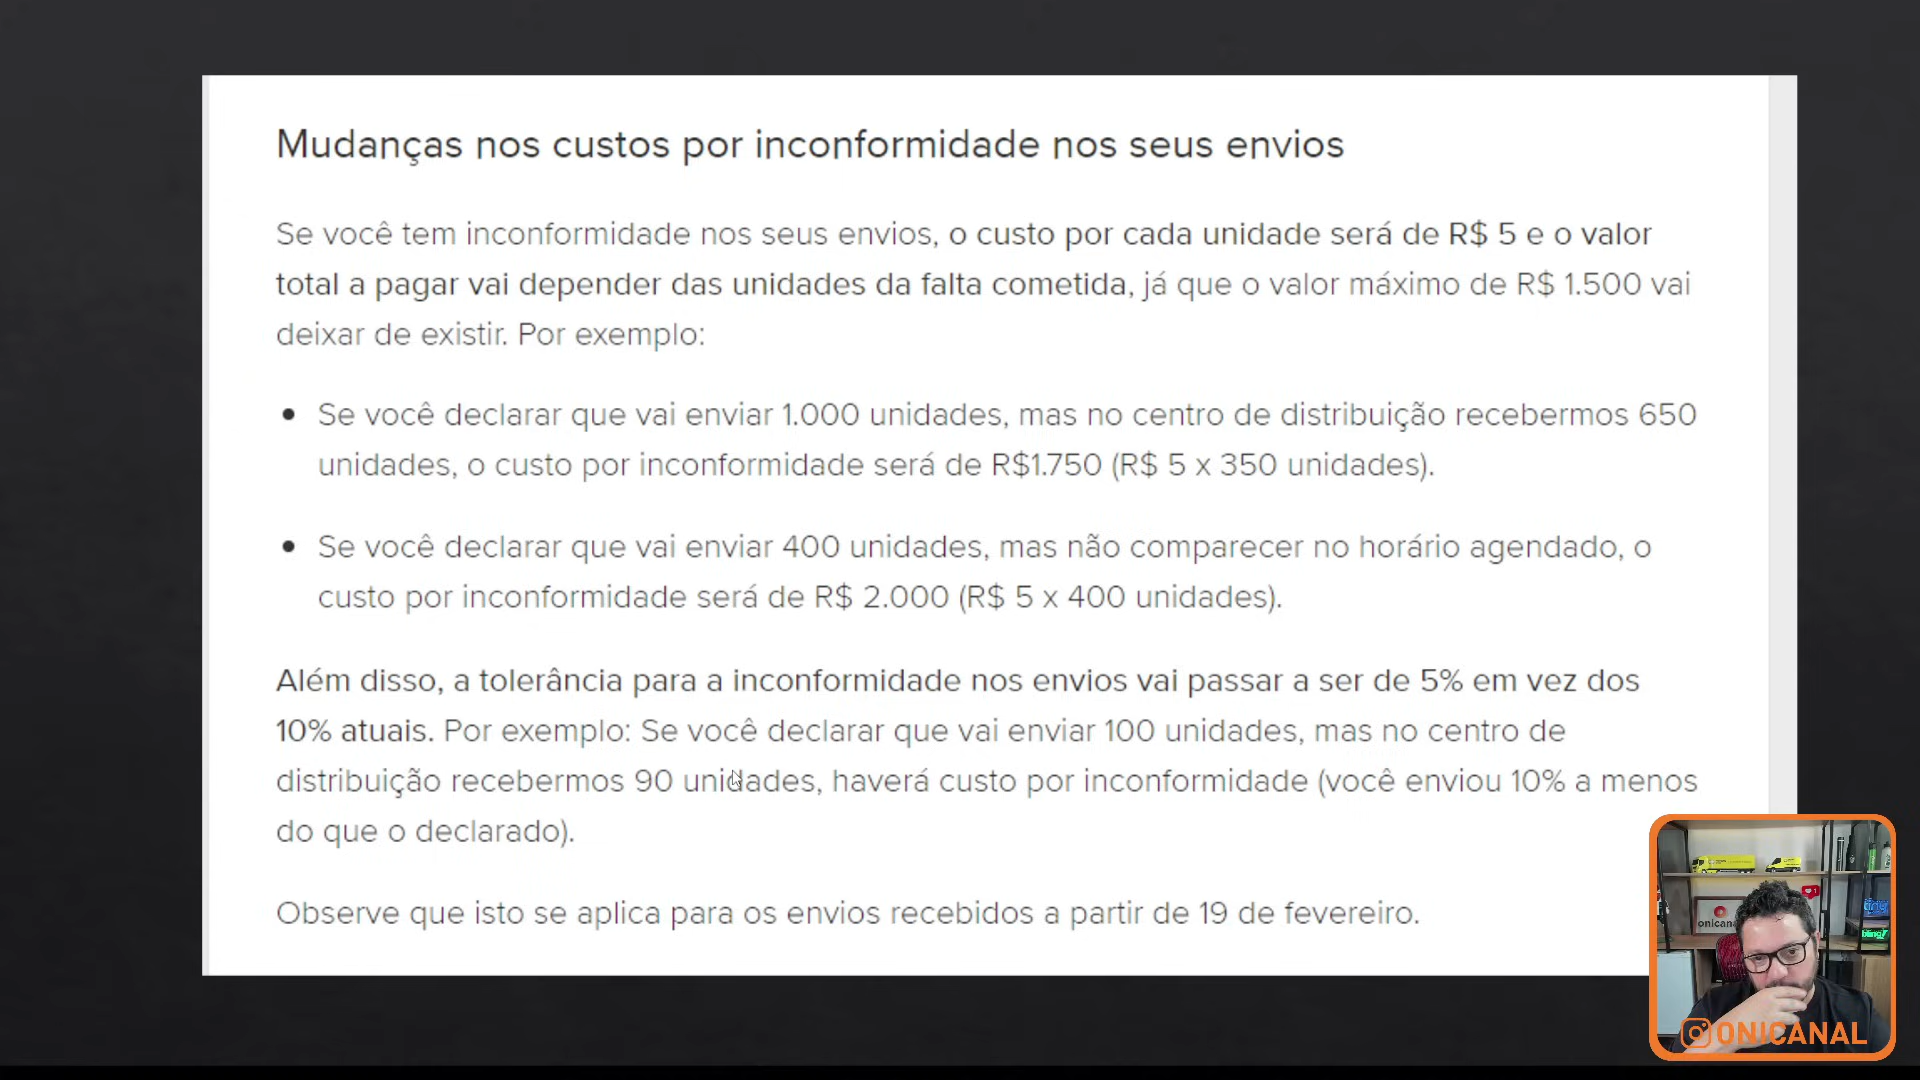 Mudanças nos custos por inconformidade nos seus envios
Se você tem inconformidade nos seus envios, o custo por cada unidade será de R$ 5 e o valor
total a pagar vai depender das unidades da falta cometida, já que o valor máximo de R$ 1.500 vai
deixar de existir. Por exemplo:
• Se você declarar que vai enviar 1.000 unidades, mas no centro de distribuição recebermos 650
unidades, o custo por inconformidade será de R$1.750 (R$ 5 x 350 unidades).
• Se você declarar que vai enviar 400 unidades, mas não comparecer no horário agendado, o
custo por inconformidade será de R$ 2.000 (R$ 5 x 400 unidades).
Além disso, a tolerância para a inconformidade nos envios vai passar a ser de 5% em vez dos
10% atuais. Por exemplo: Se você declarar que vai enviar 100 unidades, mas no centro de
distribuição recebermos 90 unidades, haverá custo por inconformidade (você enviou 10% a menos
do que o declarado).
Observe que isto se aplica para os envios recebidos a partir de 19 de fevereiro.
onicanal
bling!
ONICANAL